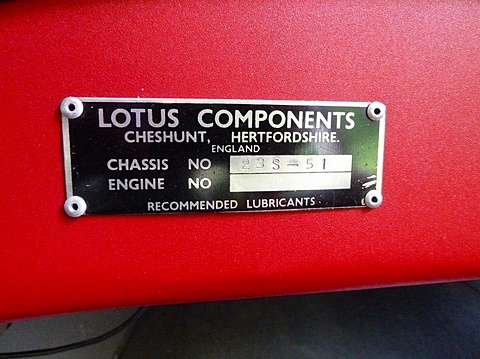 LOTUS COMPONENTS
CHESHUNT, HERTFORDSHIRE.
ENGLAND
CHASSIS NO 23S-51
ENGINE NO
RECOMMENDED LUBRICANTS